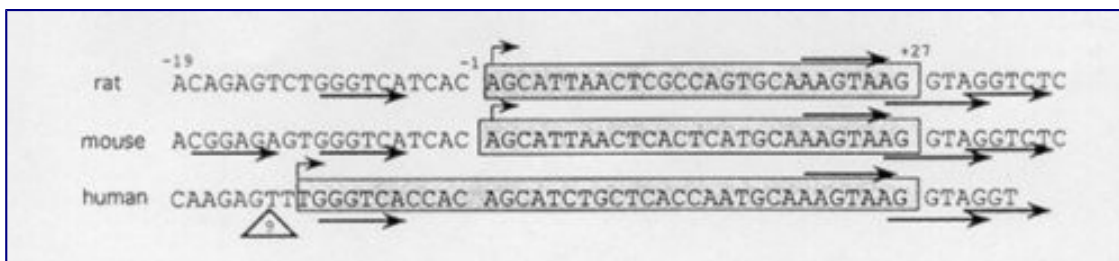 -19 -1 +27
rat ACAGAGTCTGGGTCATCAC AGCATTAACTCGCCAGTGCAAAGTAAG GTAGGTCTC
mouse ACGGAGAGTGGGTCATCAC AGCATTAACTCACTCATGCAAAGTAAG GTAGGTCTC
human CAAGAGTTTGGGTCACCAC AGCATCTGCTCACCAATGCAAAGTAAG GTAGGT
9